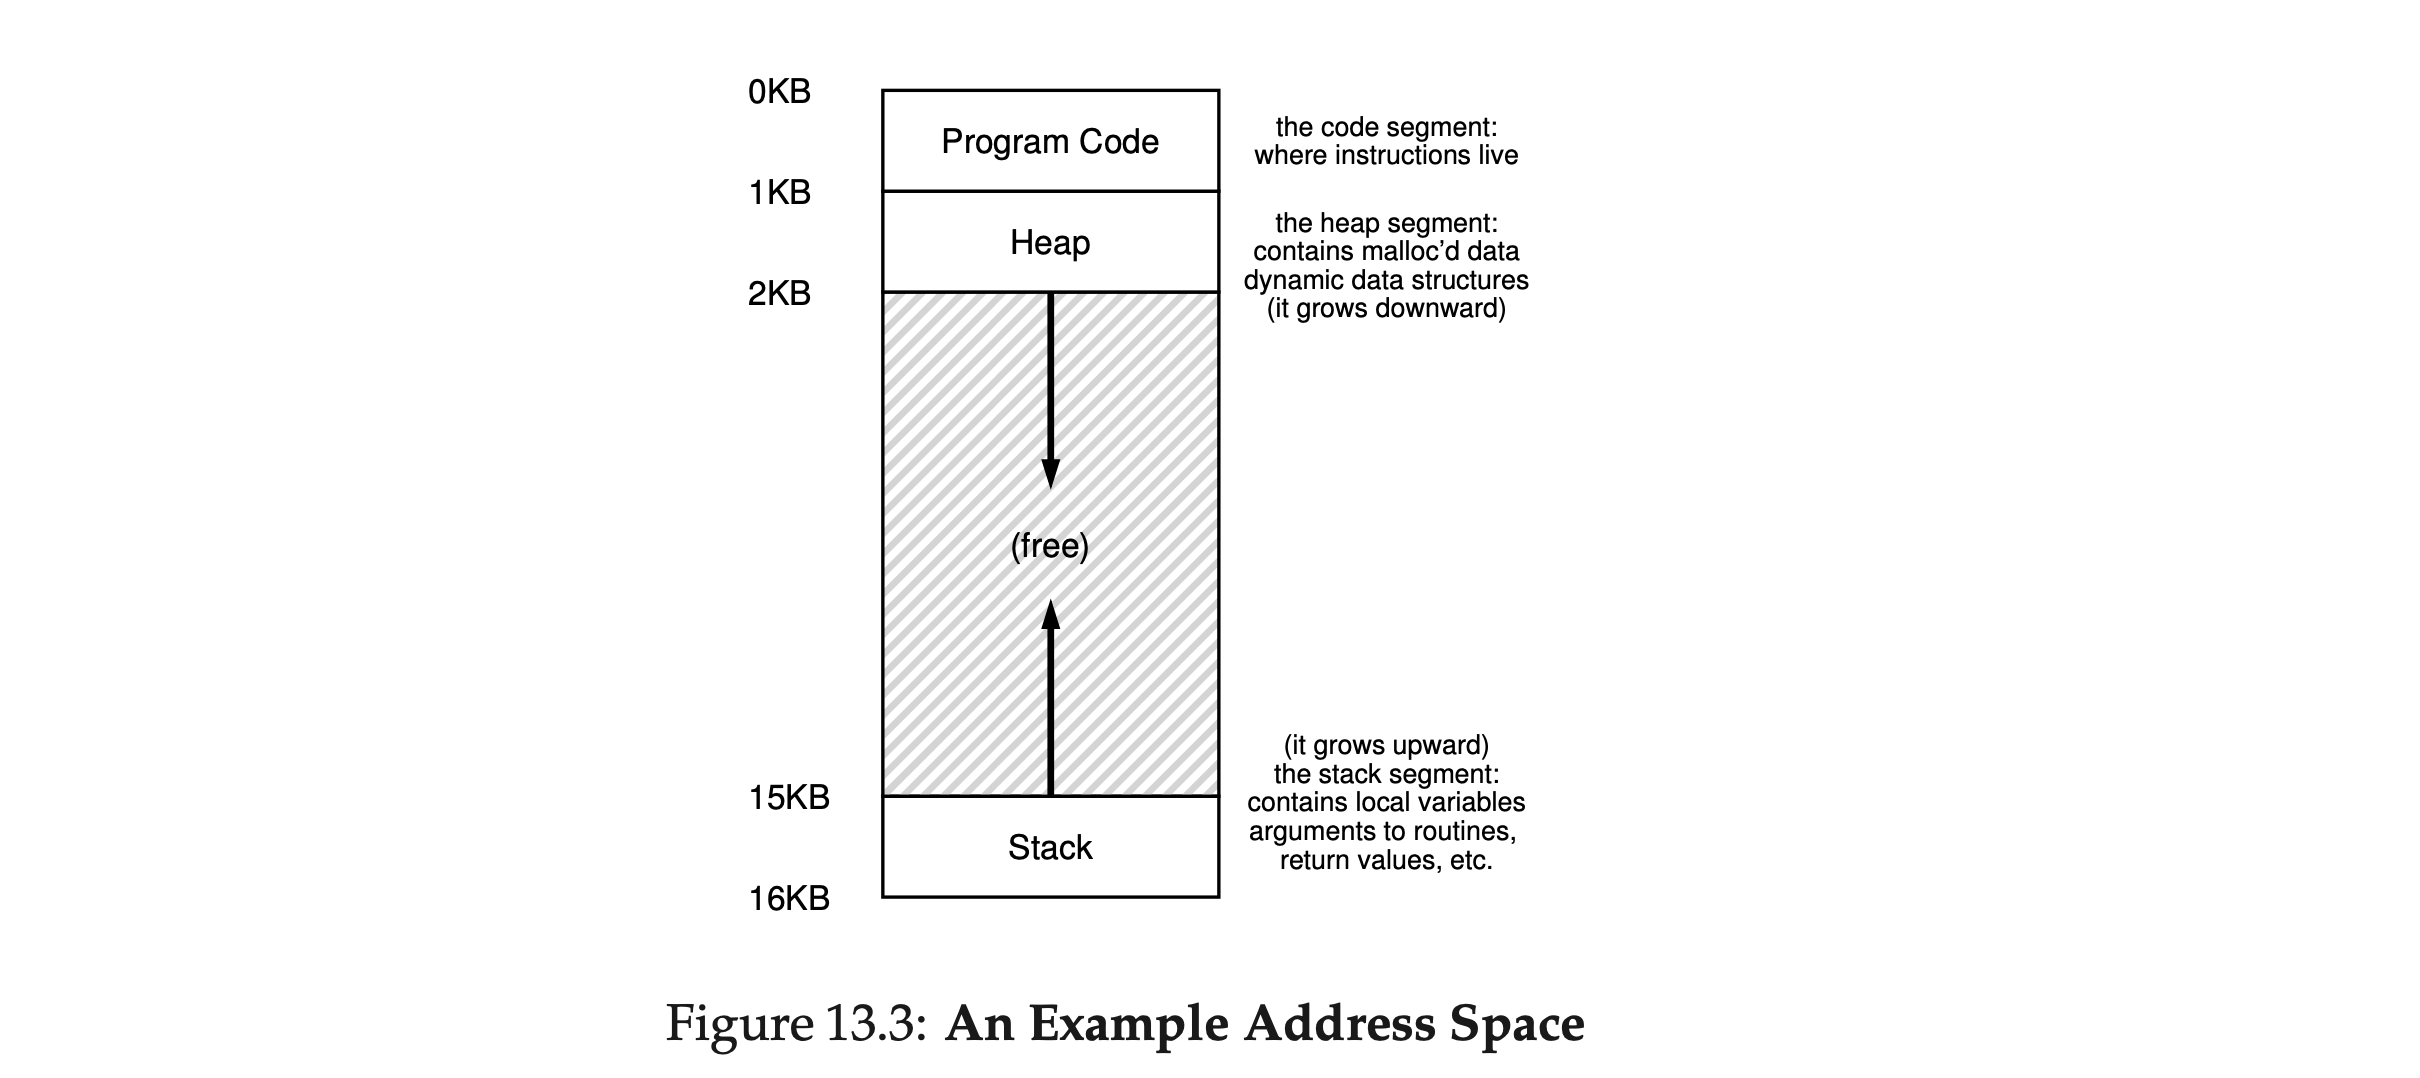 0KB
Program Code
the code segment:
where instructions live
1KB
Heap
the heap segment:
contains malloc’d data
dynamic data structures
(it grows downward)
2KB
(free)
(it grows upward)
the stack segment:
contains local variables
arguments to routines,
return values, etc.
15KB
Stack
16KB
Figure 13.3: An Example Address Space